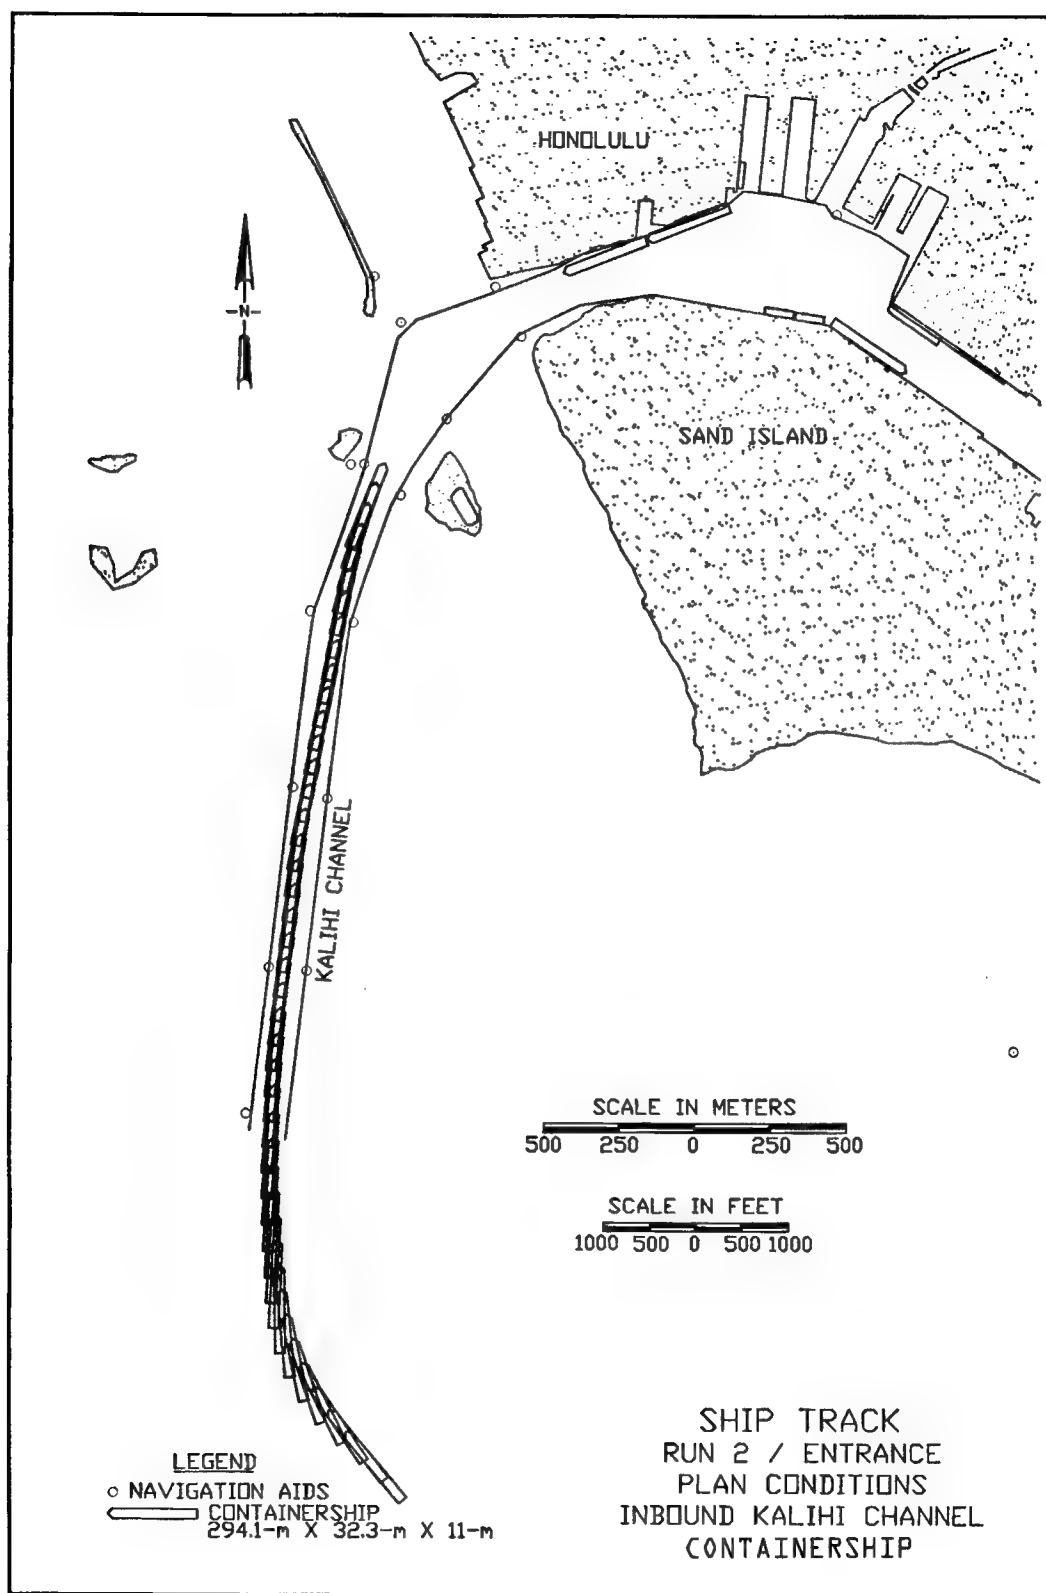 HONOLULU
-N-
SAND ISLAND
KALIHI CHANNEL
SCALE IN METERS
500 250 0 250 500
SCALE IN FEET
1000 500 0 500 1000
LEGEND
NAVIGATION AIDS
CONTAINERSHIP
294.1-m X 32.3-m X 11-m
SHIP TRACK
RUN 2 / ENTRANCE
PLAN CONDITIONS
INBOUND KALIHI CHANNEL
CONTAINERSHIP